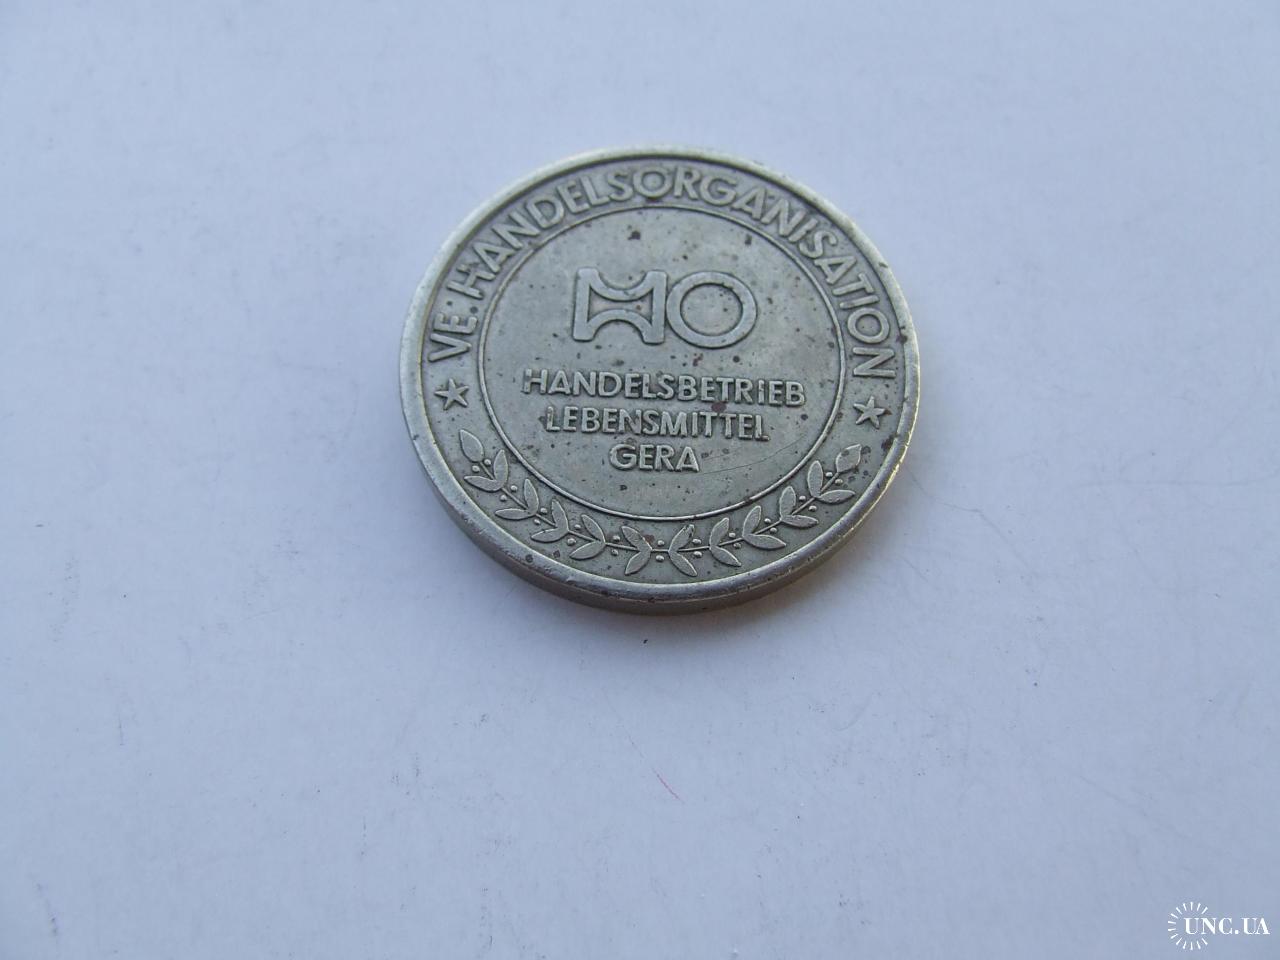 VE. HANDELSORGANISATION
HO
HANDELSBETRIEB
LEBENSMITTEL
GERA
UNC.UA